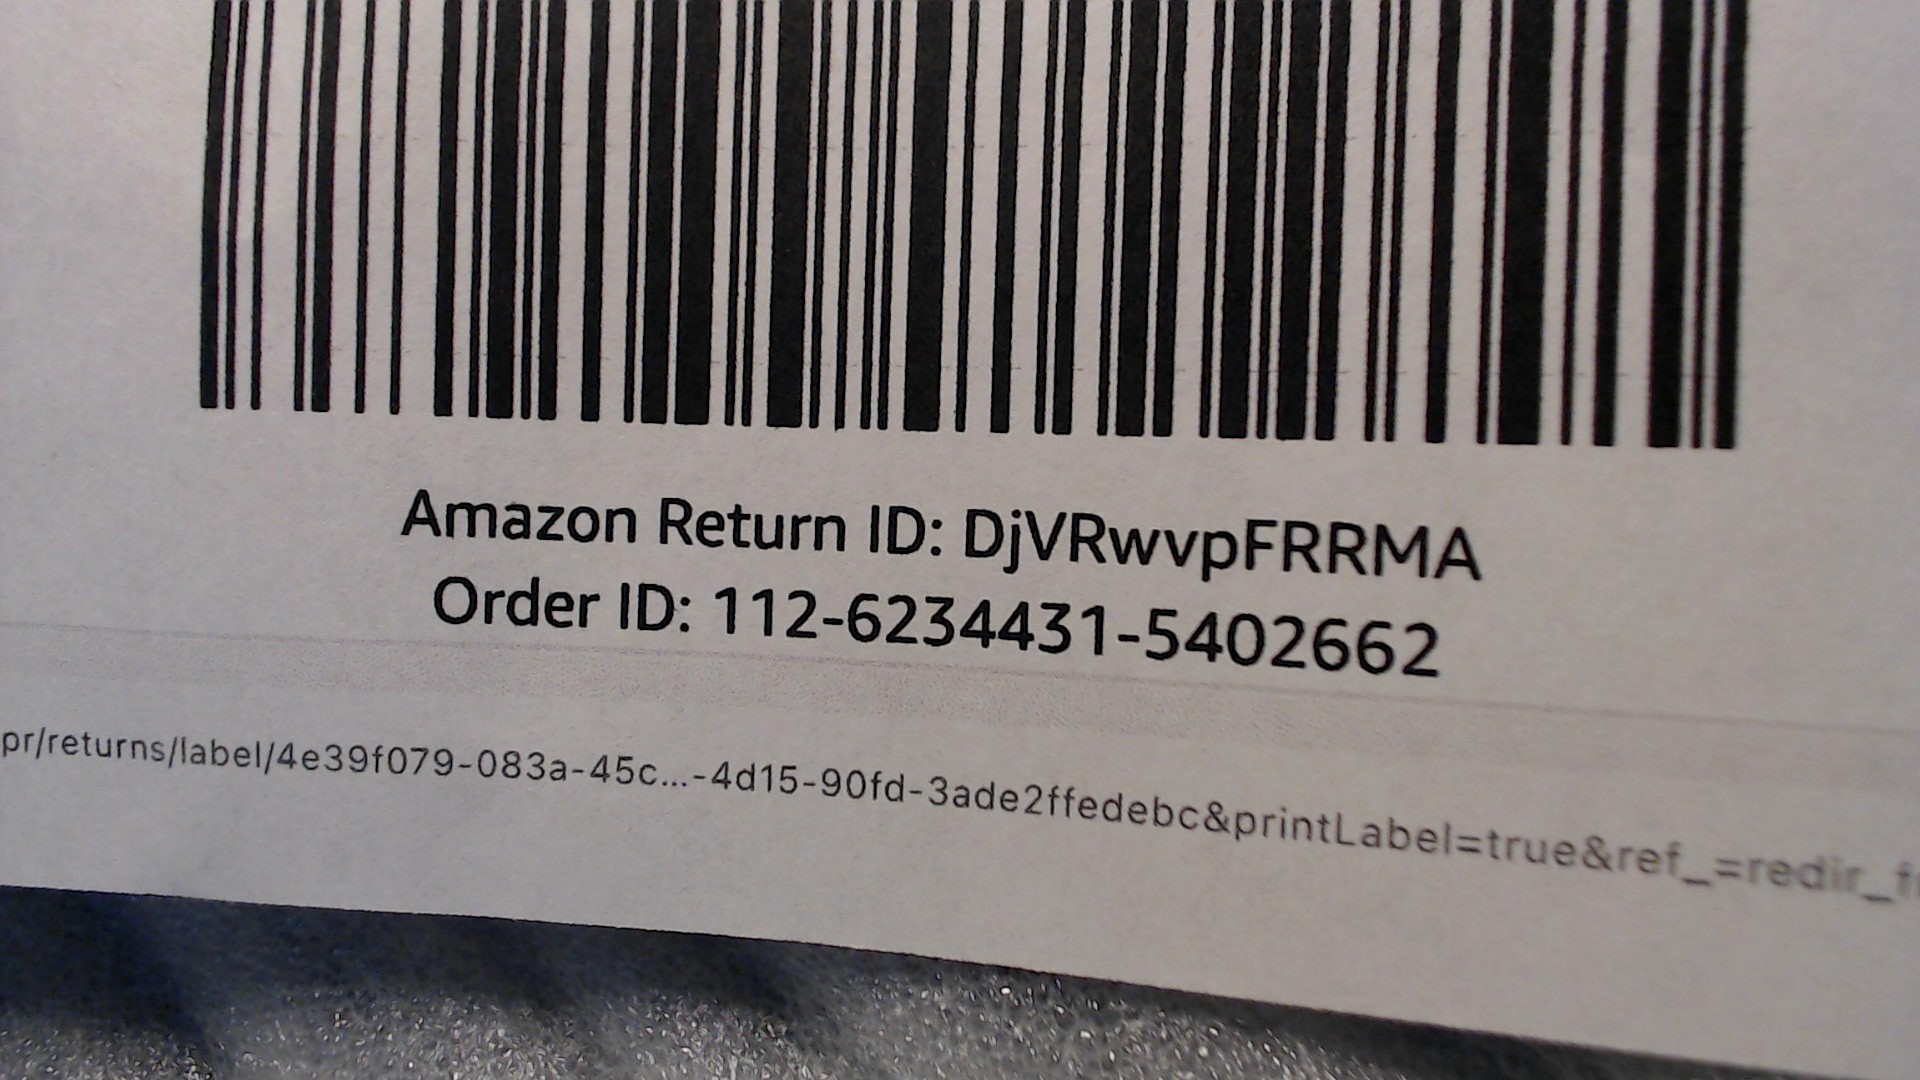 Amazon Return ID: DjVRwvpFRRMA
Order ID: 112-6234431-5402662
pr/returns/label/4e39f079-083a-45c...-4d15-90fd-3ade2ffedebc&printLabel=true&ref_=redir_f